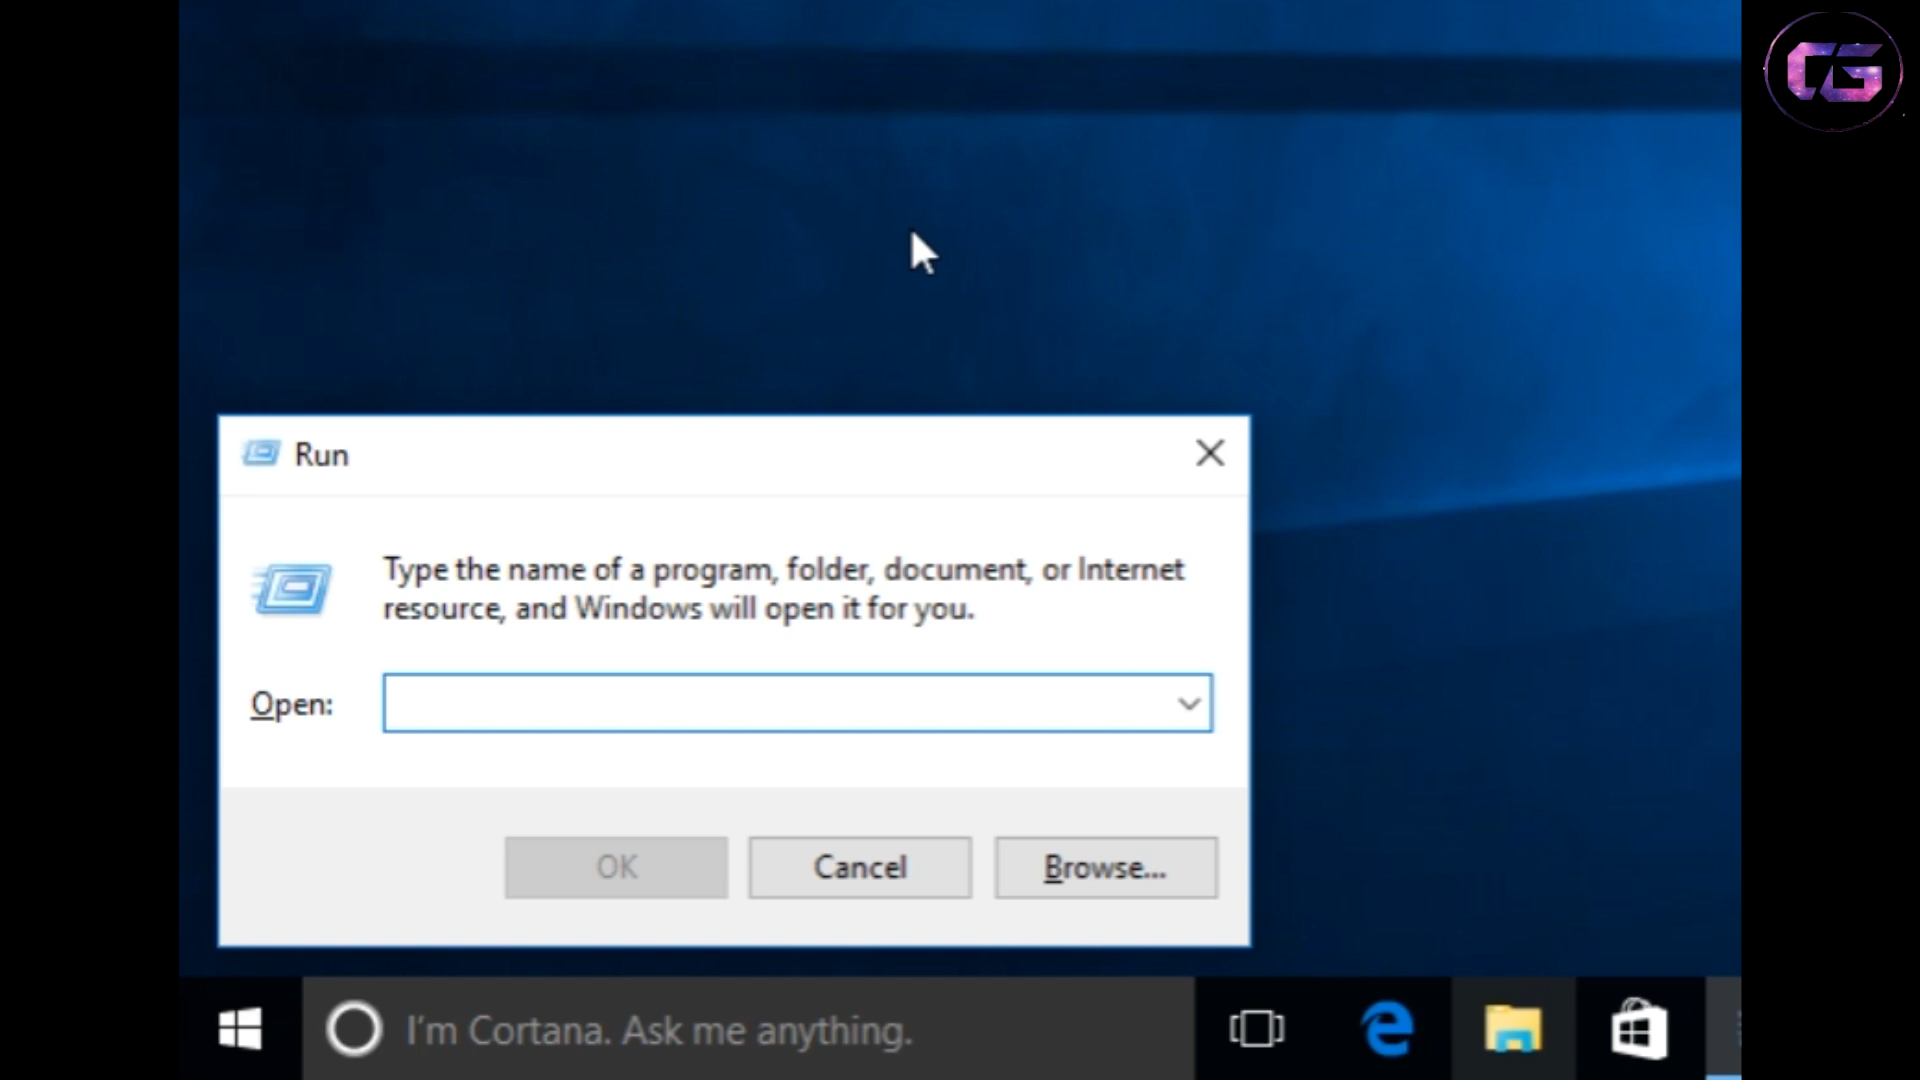 CG
Run
Type the name of a program, folder, document, or Internet
resource, and Windows will open it for you.
Open:
OK
Cancel
Browse...
I'm Cortana. Ask me anything.